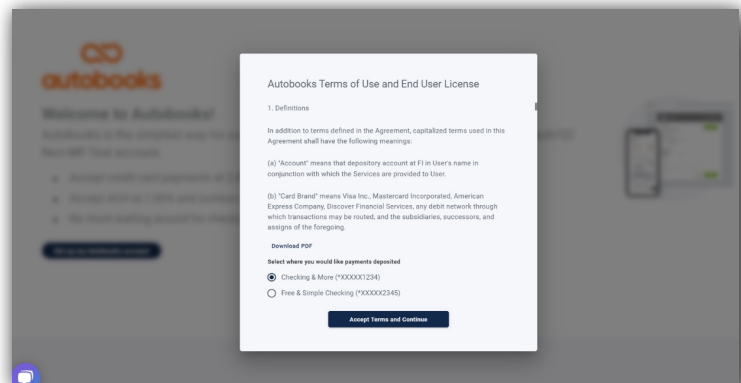 autobooks
Welcome to Autobooks!
Autobooks Terms of Use and End User License
1. Definitions
In addition to terms defined in the Agreement, capitalized terms used in this
Agreement shall have the following meanings:
(a) "Account" means that depository account at FI in User's name in
conjunction with which the Services are provided to User.
(b) "Card Brand" means Visa Inc., Mastercard Incorporated, American
Express Company, Discover Financial Services, any debit network through
which transactions may be routed, and the subsidiaries, successors, and
assigns of the foregoing.
Download PDF
Select where you would like payments deposited
Checking & More (*XXXXX1234)
Free & Simple Checking (*XXXXX2345)
Accept Terms and Continue